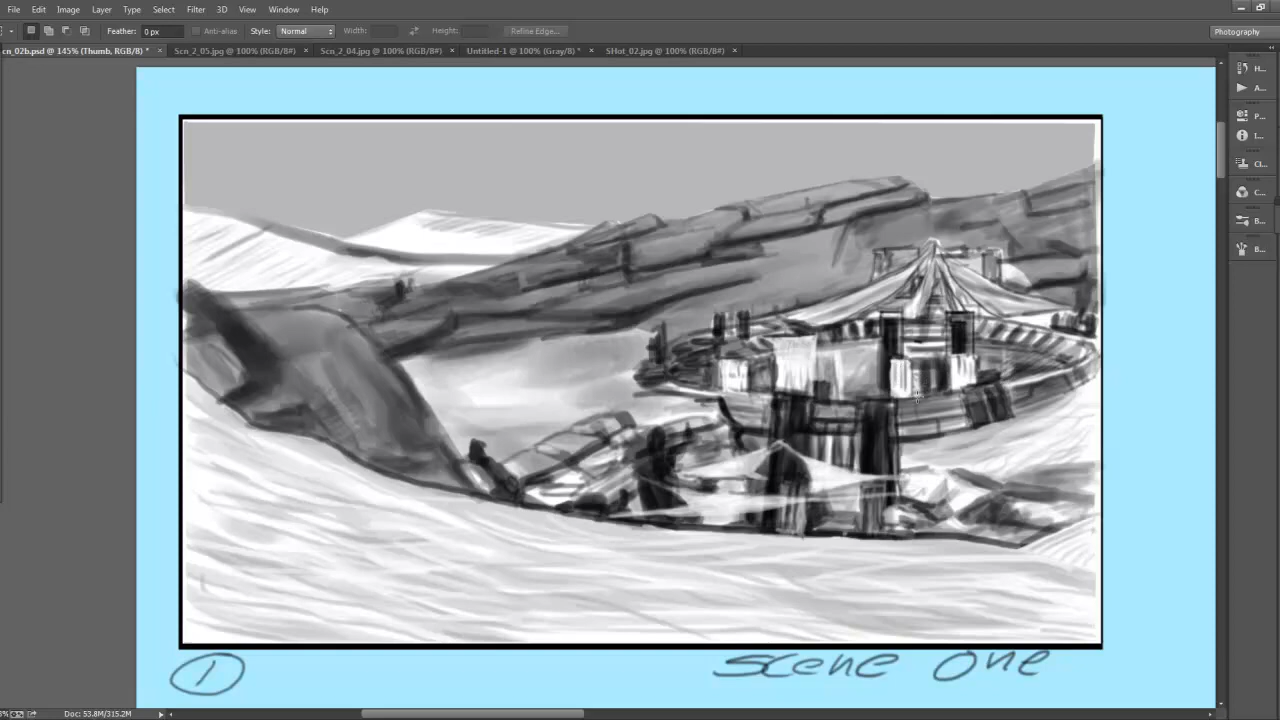 File Edit Image Layer Type Select Filter 3D View Window Help
Feather: 0 px Anti-alias Style: Normal Width: Height: Refine Edge... Photography
cn_02b.psd @ 145% (Thumb, RGB/8) * × Scn_2_05.jpg @ 100% (RGB/8#) × Scn_2_04.jpg @ 100% (RGB/8#) × Untitled-1 @ 100% (Gray/8) * × SHot_02.jpg @ 100% (RGB/8#) ×
H...
A...
P...
I...
Cl...
C...
B...
B...
1 Scene One
Doc: 53.8M/315.2M